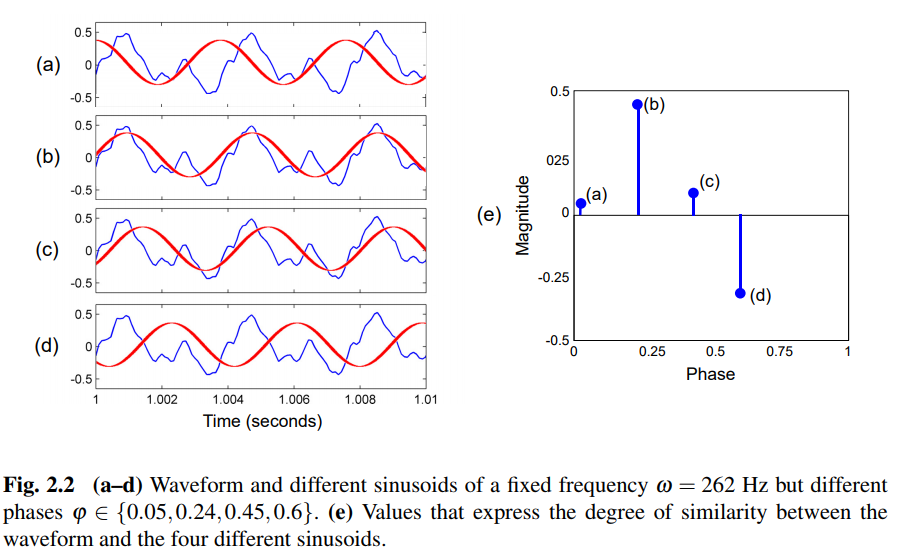 (a)
0.5
0
-0.5
(b)
0.5
0
-0.5
(c)
0.5
0
-0.5
(d)
0.5
0
-0.5
1 1.002 1.004 1.006 1.008 1.01
Time (seconds)
(e)
Magnitude
0.5
025
0
-0.25
-0.5
(a)
(b)
(c)
(d)
0 0.25 0.5 0.75 1
Phase
Fig. 2.2 (a–d) Waveform and different sinusoids of a fixed frequency ω = 262 Hz but different
phases φ ∈ {0.05,0.24,0.45,0.6}. (e) Values that express the degree of similarity between the
waveform and the four different sinusoids.